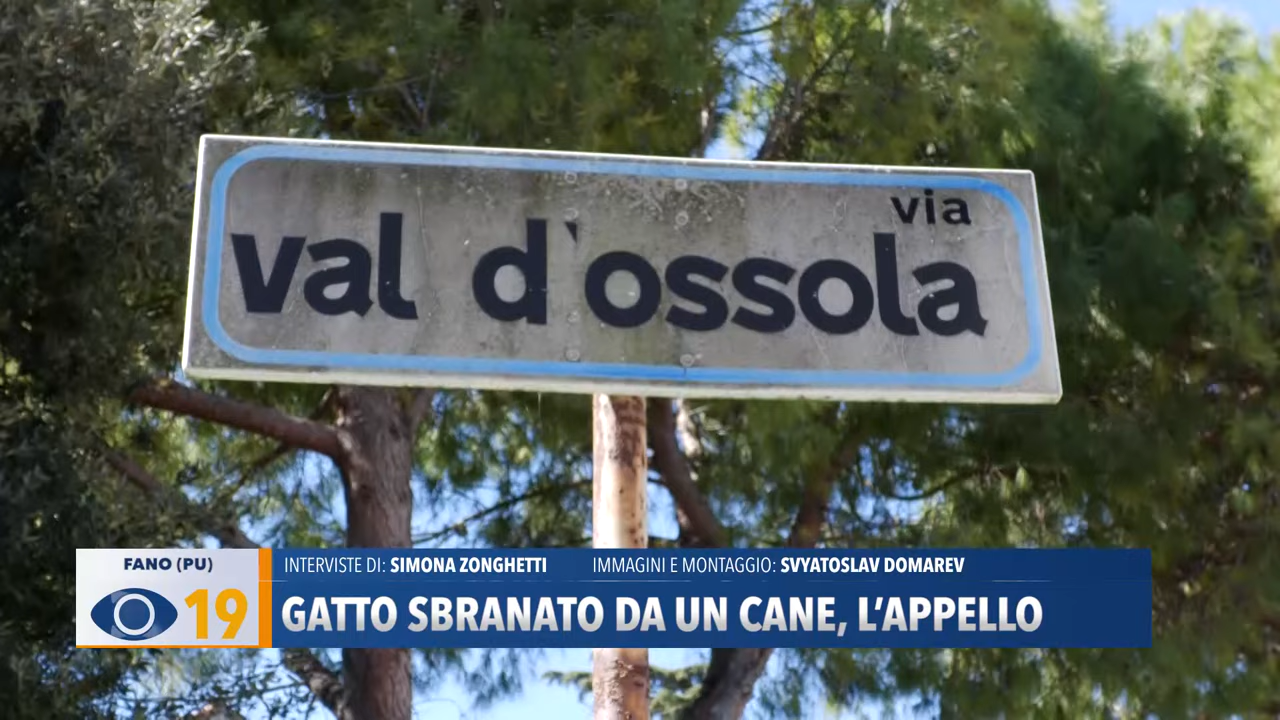 via
val d'ossola
FANO (PU)
19
INTERVISTE DI: SIMONA ZONGHETTI IMMAGINI E MONTAGGIO: SVYATOSLAV DOMAREV
GATTO SBRANATO DA UN CANE, L'APPELLO